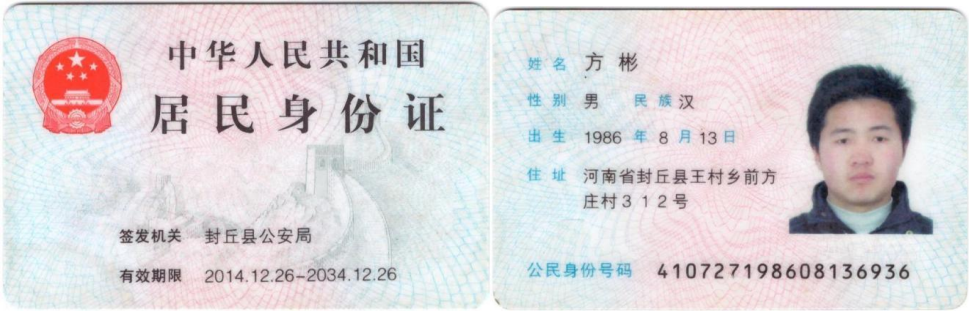 中华人民共和国
居民身份证
签发机关 封丘县公安局
有效期限 2014.12.26-2034.12.26
姓名 方彬
性别 男 民族 汉
出生 1986 年 8 月 13 日
住址 河南省封丘县王村乡前方
庄村312号
公民身份号码 410727198608136936